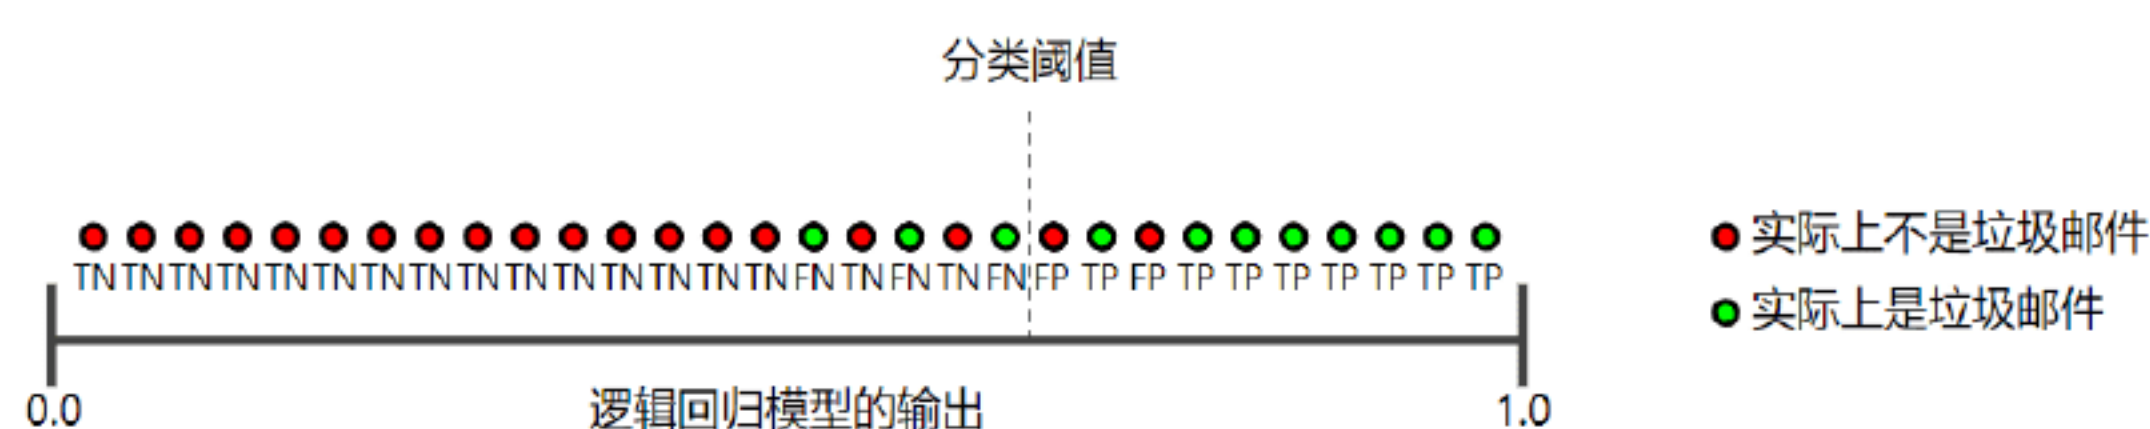 分类阈值
实际上不是垃圾邮件
TN TN TN TN TN TN TN TN TN TN TN TN TN TN TN FN TN FN TN FN FP TP FP TP TP TP TP TP TP TP
实际上是垃圾邮件
0.0 逻辑回归模型的输出 1.0